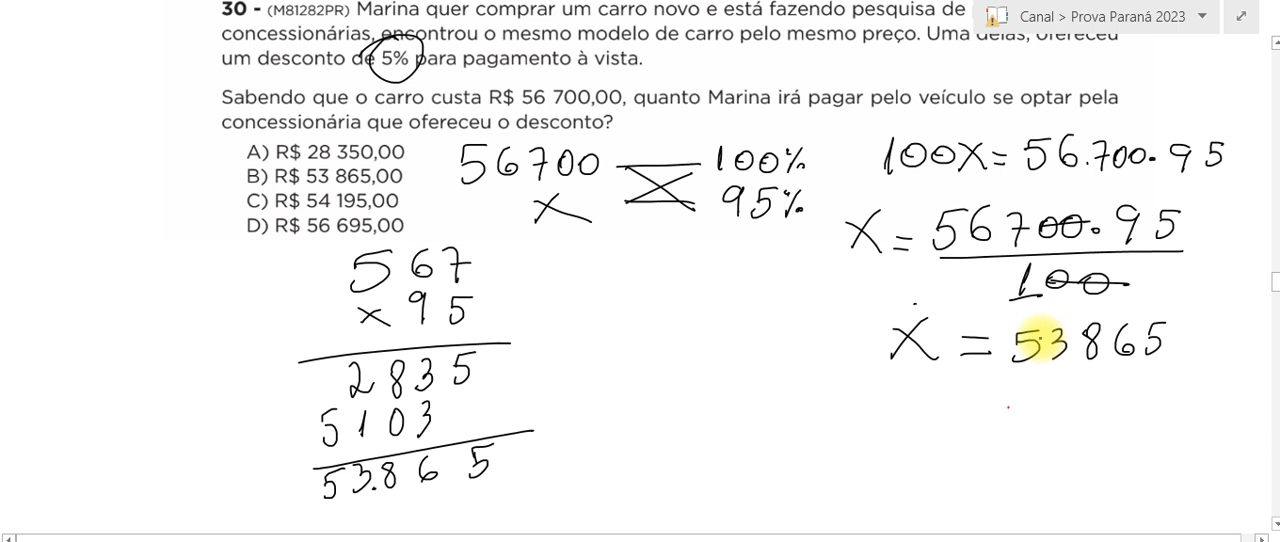 30 - (M81282PR) Marina quer comprar um carro novo e está fazendo pesquisa de
Canal > Prova Paraná 2023
concessionárias, encontrou o mesmo modelo de carro pelo mesmo preço. Uma delas, ofereceu
um desconto de 5% para pagamento à vista.
Sabendo que o carro custa R$ 56 700,00, quanto Marina irá pagar pelo veículo se optar pela
concessionária que ofereceu o desconto?
A) R$ 28 350,00
B) R$ 53 865,00
C) R$ 54 195,00
D) R$ 56 695,00
56700 100%
x 95%
567
x 95
2835
5103
53.865
100x = 56.700.95
x = 56700.95
100
x = 53865